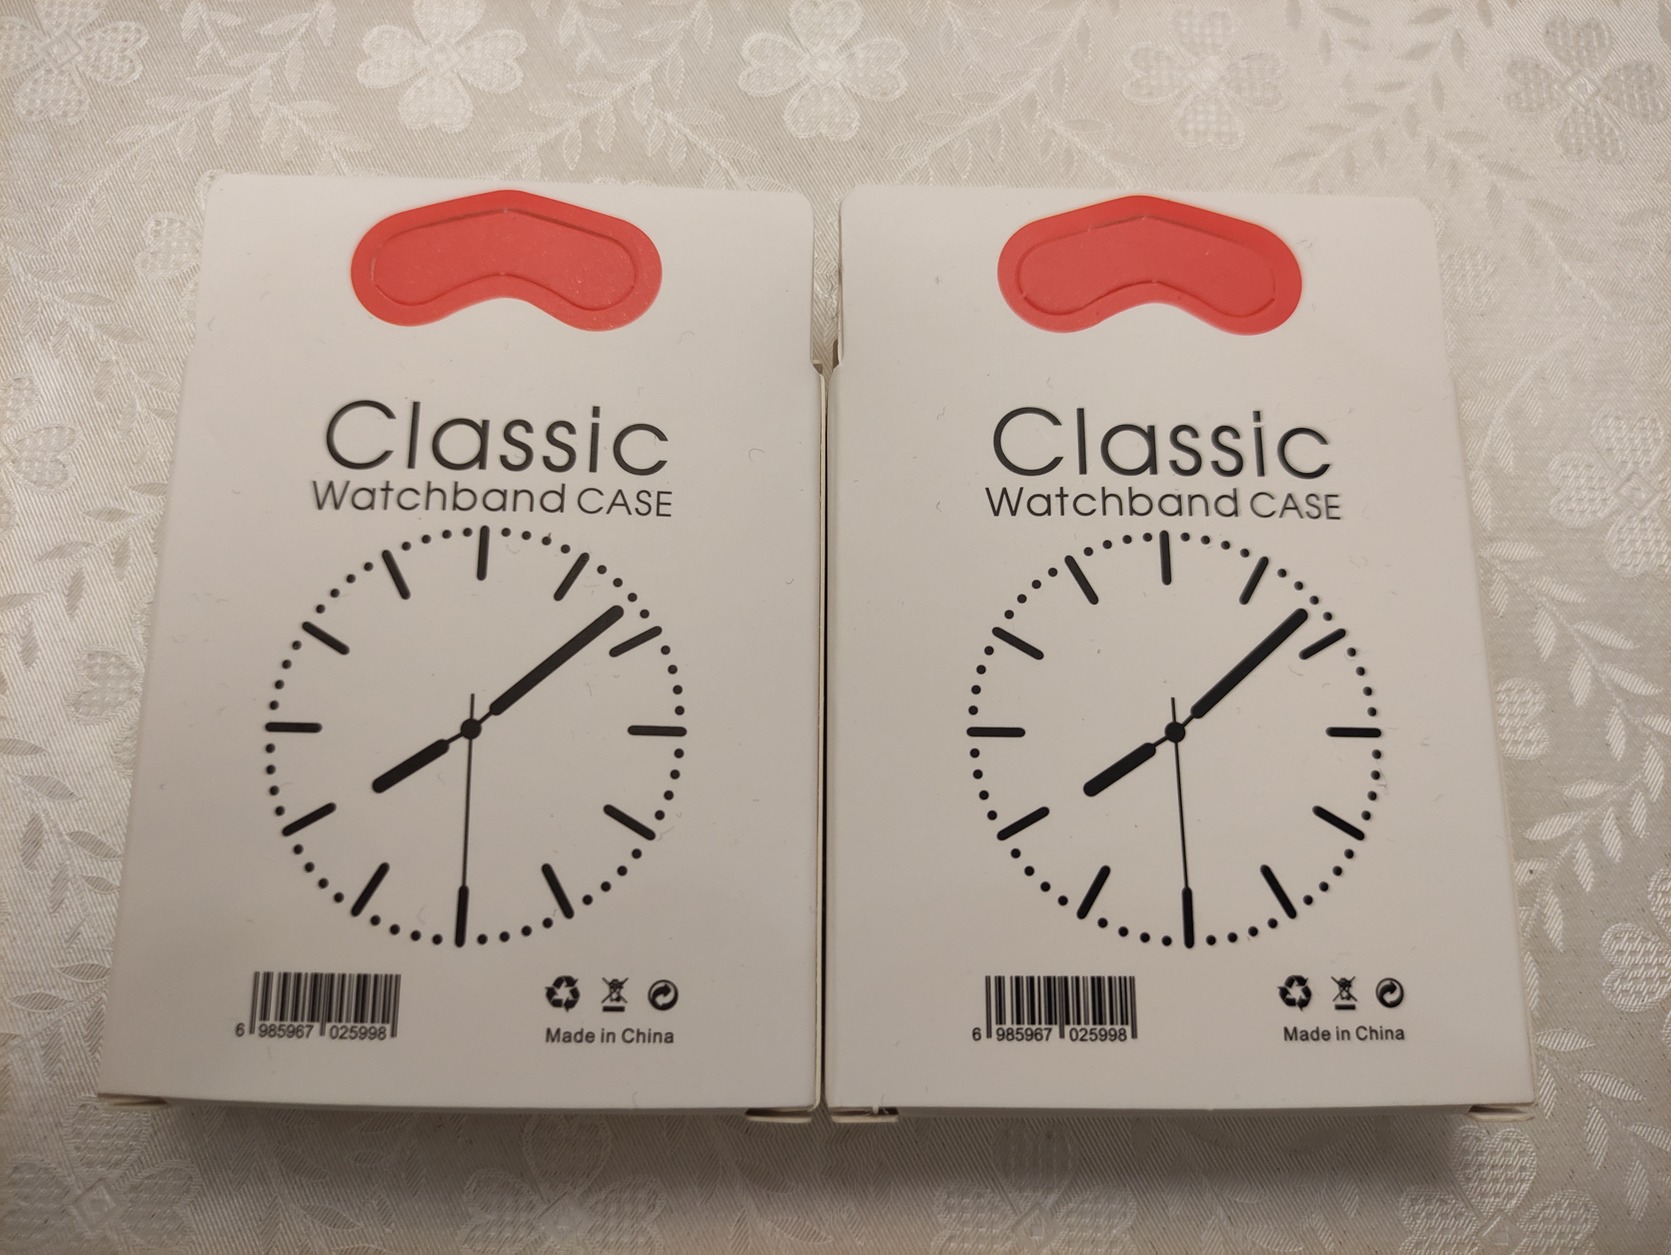 Classic
Watchband CASE
6 985967 025998
Made in China
Classic
Watchband CASE
6 985967 025998
Made in China